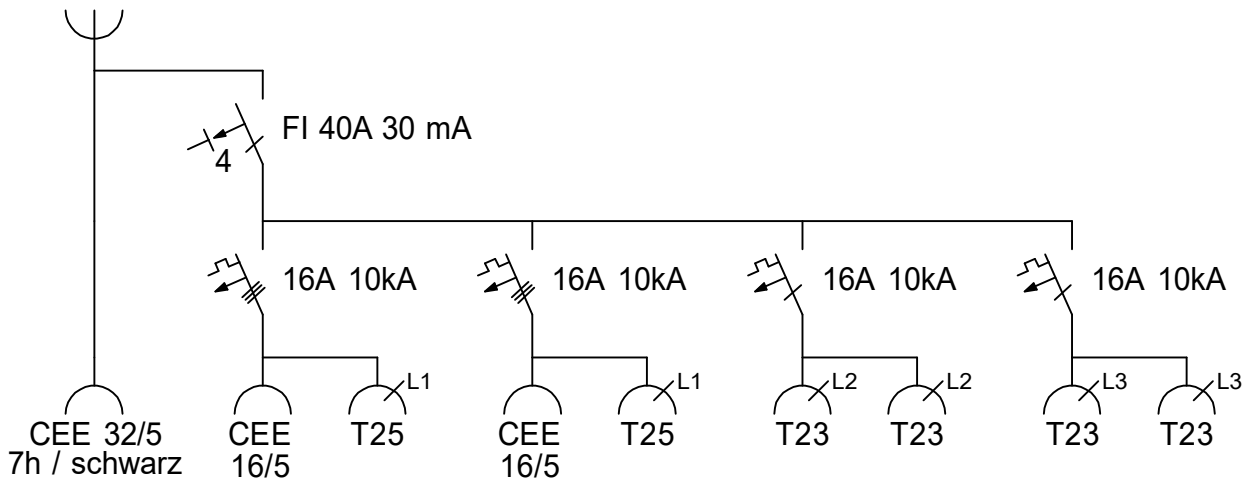 FI 40A 30 mA
4
16A 10kA
16A 10kA
16A 10kA
16A 10kA
L1
L1
L2
L2
L3
L3
CEE 32/5
7h / schwarz
CEE
16/5
T25
CEE
16/5
T25
T23
T23
T23
T23